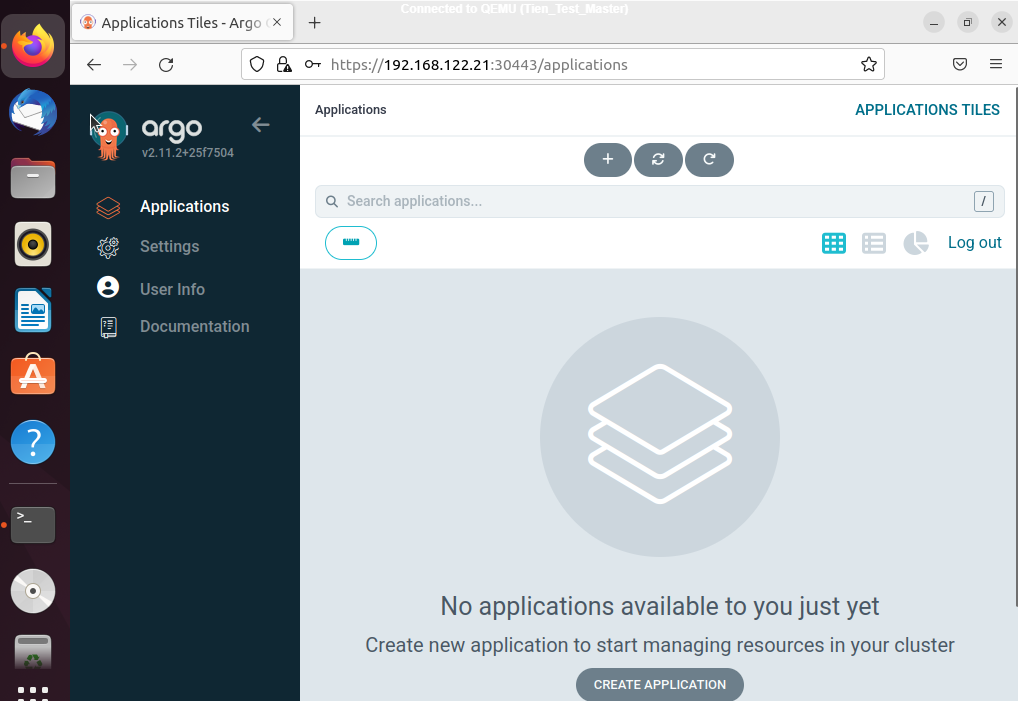 Connected to QEMU (Tien_Test_Master)
Applications Tiles - Argo
https://192.168.122.21:30443/applications
argo
v2.11.2+25f7504
Applications
Settings
User Info
Documentation
Applications
APPLICATIONS TILES
Search applications...
/
Log out
No applications available to you just yet
Create new application to start managing resources in your cluster
CREATE APPLICATION